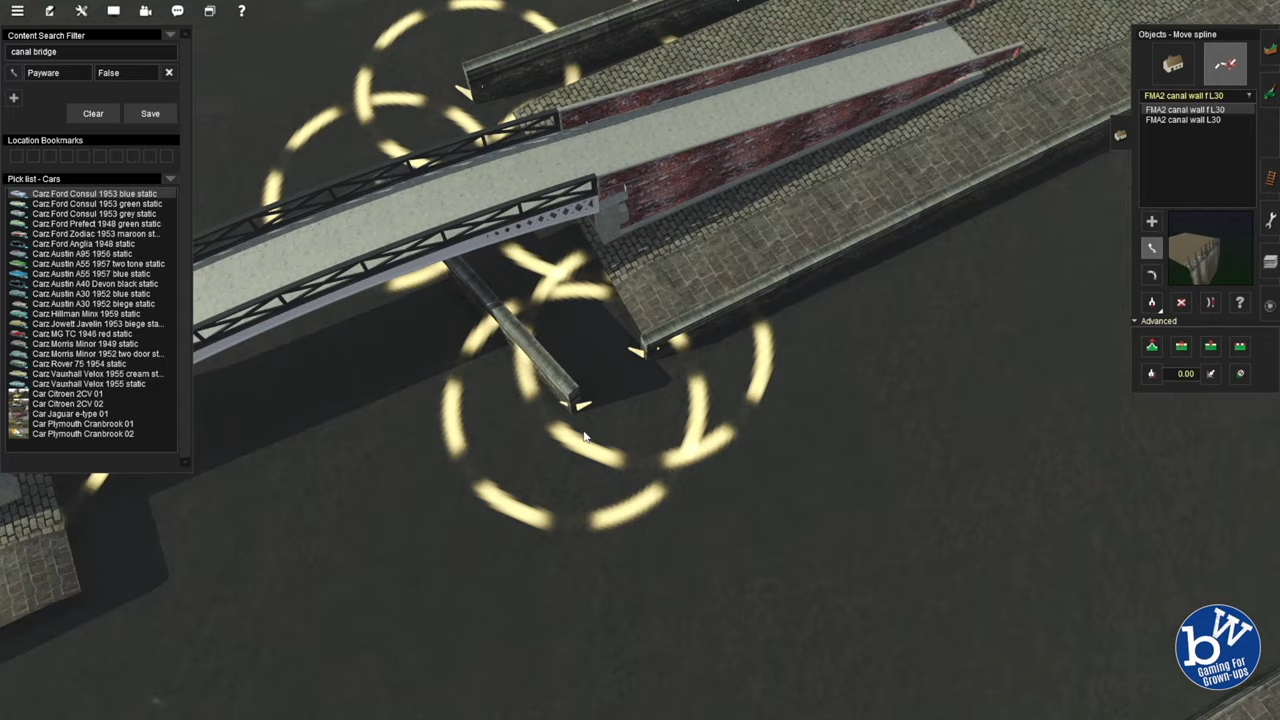 Content Search Filter
canal bridge
Payware False
Clear Save
Location Bookmarks
Pick list - Cars
Carz Ford Consul 1953 blue static
Carz Ford Consul 1953 green static
Carz Ford Consul 1953 grey static
Carz Ford Prefect 1948 green static
Carz Ford Zodiac 1953 maroon st...
Carz Ford Anglia 1948 static
Carz Austin A95 1956 static
Carz Austin A55 1957 two tone static
Carz Austin A55 1957 blue static
Carz Austin A40 Devon black static
Carz Austin A30 1952 blue static
Carz Austin A30 1952 biege static
Carz Hillman Minx 1959 static
Carz Jowett Javelin 1953 biege sta...
Carz MG TC 1946 red static
Carz Morris Minor 1949 static
Carz Morris Minor 1952 two door st...
Carz Rover 75 1954 static
Carz Vauxhall Velox 1955 cream st...
Carz Vauxhall Velox 1955 static
Car Citroen 2CV 01
Car Citroen 2CV 02
Car Jaguar e-type 01
Car Plymouth Cranbrook 01
Car Plymouth Cranbrook 02
Objects - Move spline
FMA2 canal wall f L30
FMA2 canal wall f L30
FMA2 canal wall L30
Advanced
0.00
bW
Gaming For
Grown-ups